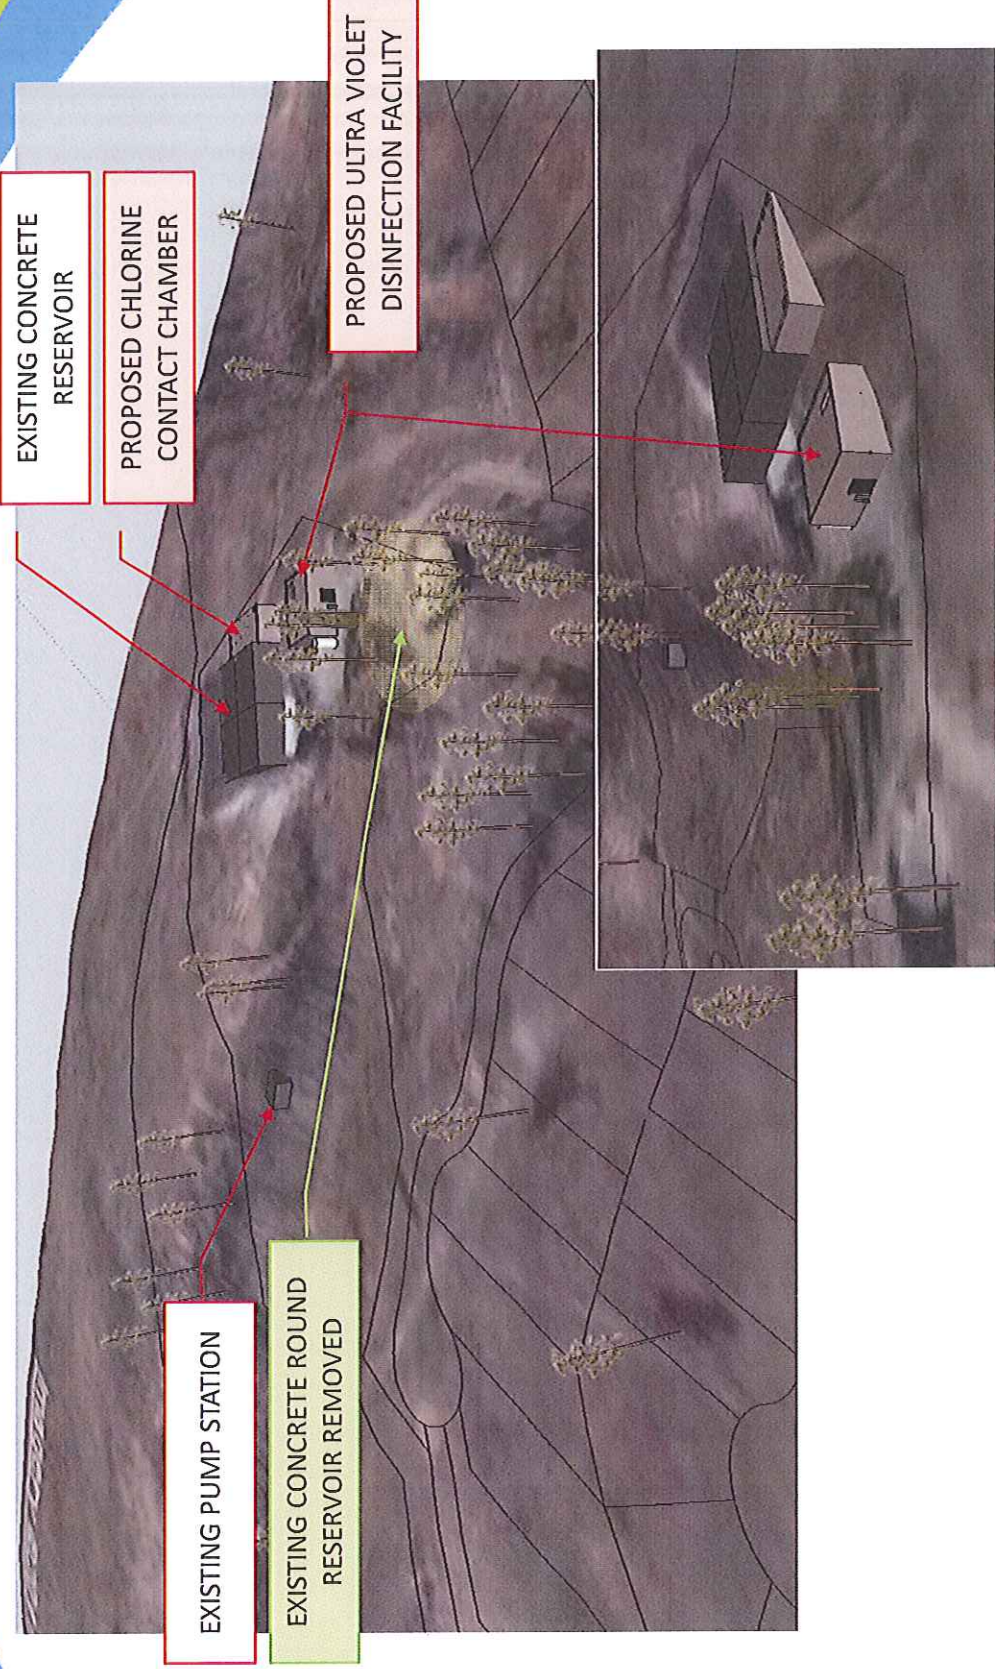 EXISTING CONCRETE
RESERVOIR
PROPOSED CHLORINE
CONTACT CHAMBER
PROPOSED ULTRA VIOLET
DISINFECTION FACILITY
EXISTING PUMP STATION
EXISTING CONCRETE ROUND
RESERVOIR REMOVED